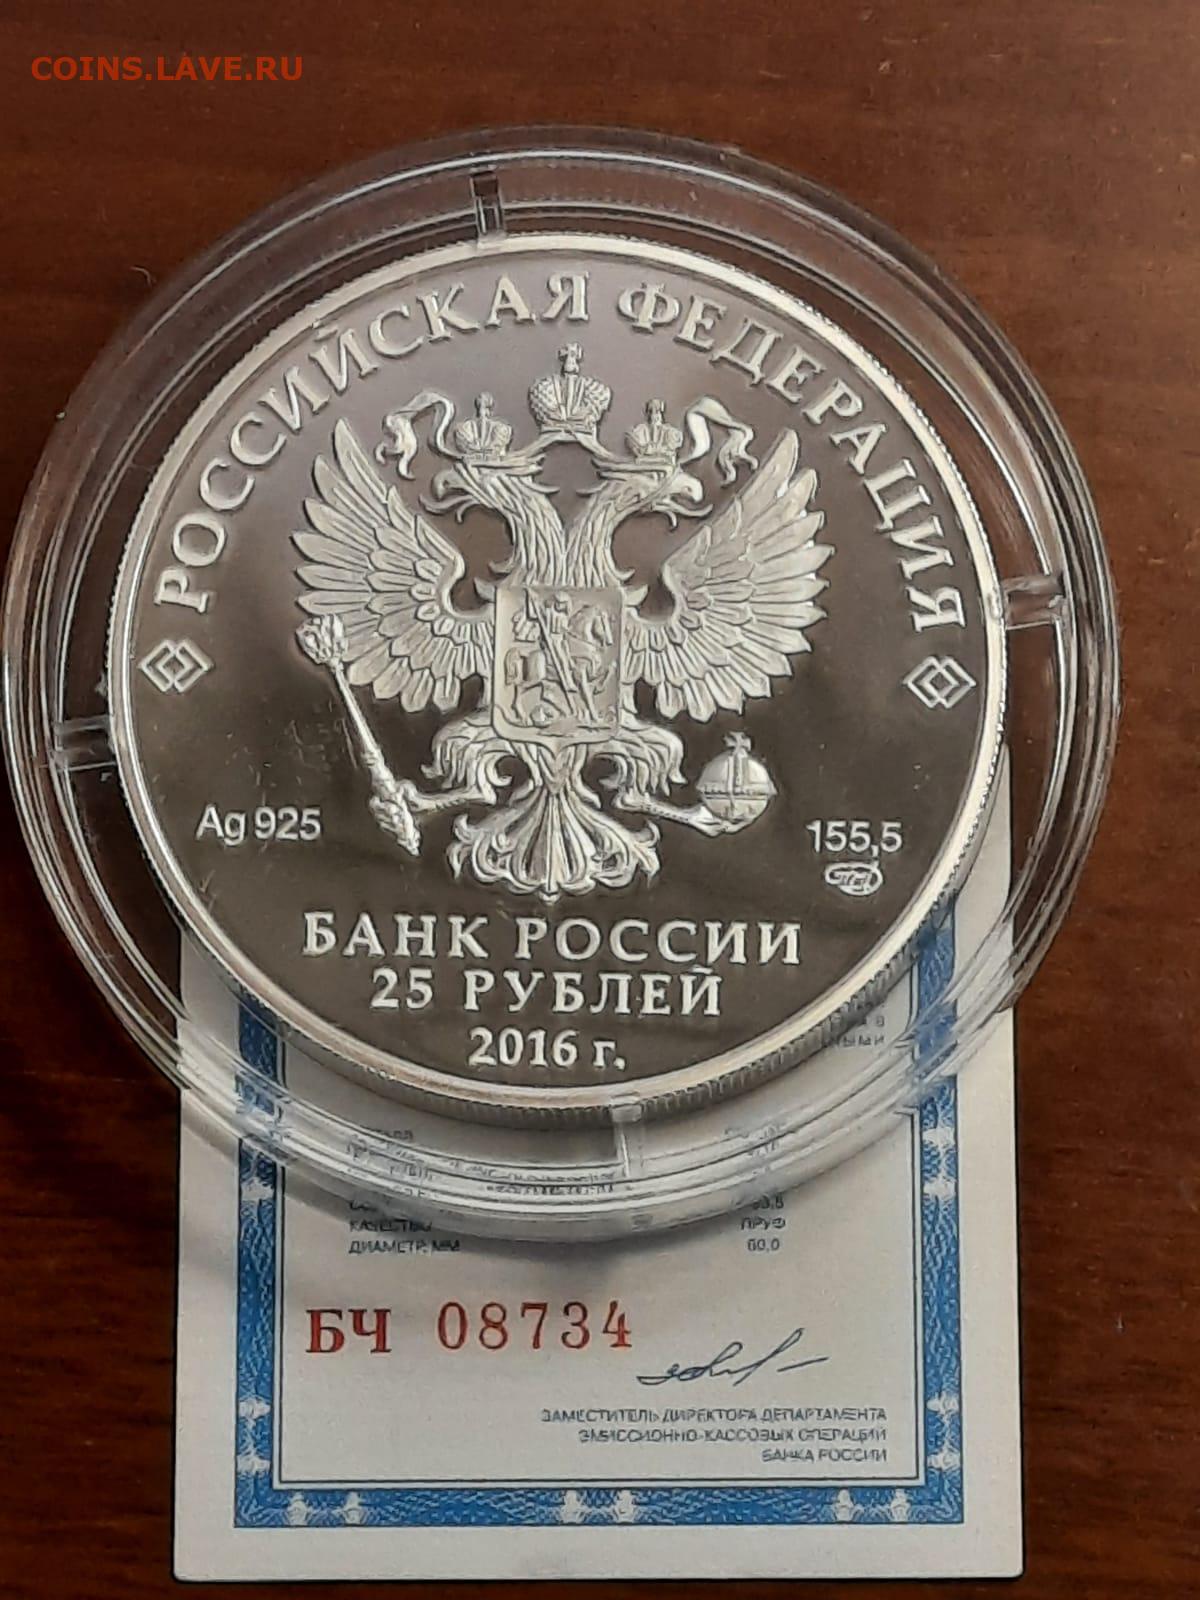 COINS.LAVE.RU
РОССИЙСКАЯ ФЕДЕРАЦИЯ
Ag 925
155,5
БАНК РОССИИ
25 РУБЛЕЙ
2016 г.
КАЧЕСТВО ПРУФ
ДИАМЕТР, ММ 60,0
БЧ 08734
ЗАМЕСТИТЕЛЬ ДИРЕКТОРА ДЕПАРТАМЕНТА
ЭМИССИОННО-КАССОВЫХ ОПЕРАЦИЙ
БАНКА РОССИИ